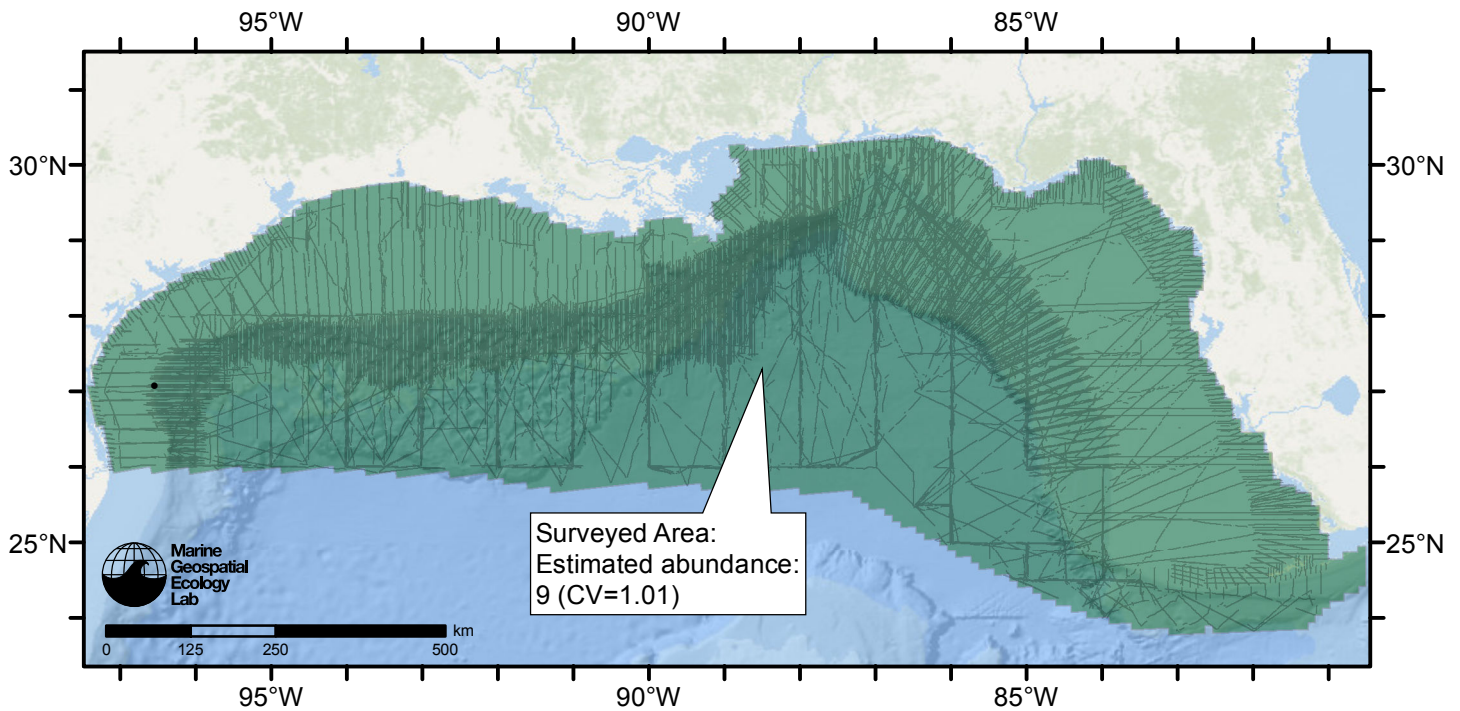 95°W 90°W 85°W
30°N 30°N
25°N 25°N
Surveyed Area:
Estimated abundance:
9 (CV=1.01)
Marine
Geospatial
Ecology
Lab
km
0 125 250 500
95°W 90°W 85°W